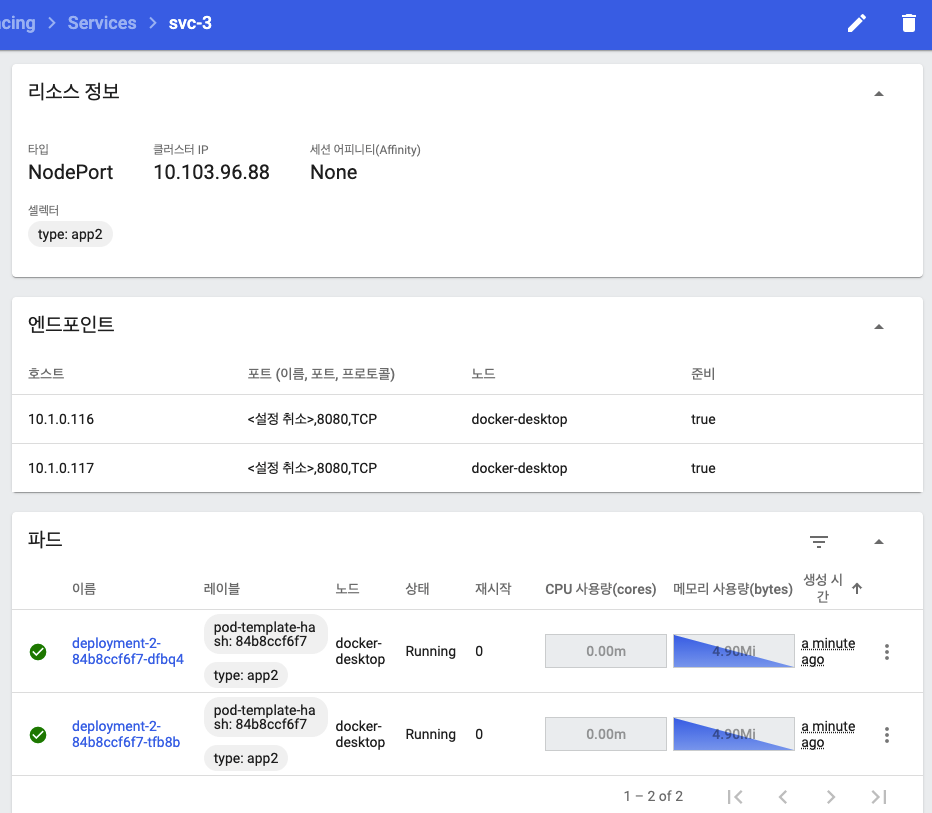 cing > Services > svc-3
리소스 정보
타입 클러스터 IP 세션 어피니티(Affinity)
NodePort 10.103.96.88 None
셀렉터
type: app2
엔드포인트
호스트 포트 (이름, 포트, 프로토콜) 노드 준비
10.1.0.116 <설정 취소>,8080,TCP docker-desktop true
10.1.0.117 <설정 취소>,8080,TCP docker-desktop true
파드
이름 레이블 노드 상태 재시작 CPU 사용량(cores) 메모리 사용량(bytes) 생성 시
간
pod-template-ha
sh: 84b8ccf6f7
deployment-2-
84b8ccf6f7-dfbq4
docker-
desktop
Running 0 0.00m 4.90Mi
a minute
ago
type: app2
pod-template-ha
sh: 84b8ccf6f7
deployment-2-
84b8ccf6f7-tfb8b
docker-
desktop
Running 0 0.00m 4.90Mi
a minute
ago
type: app2
1 – 2 of 2